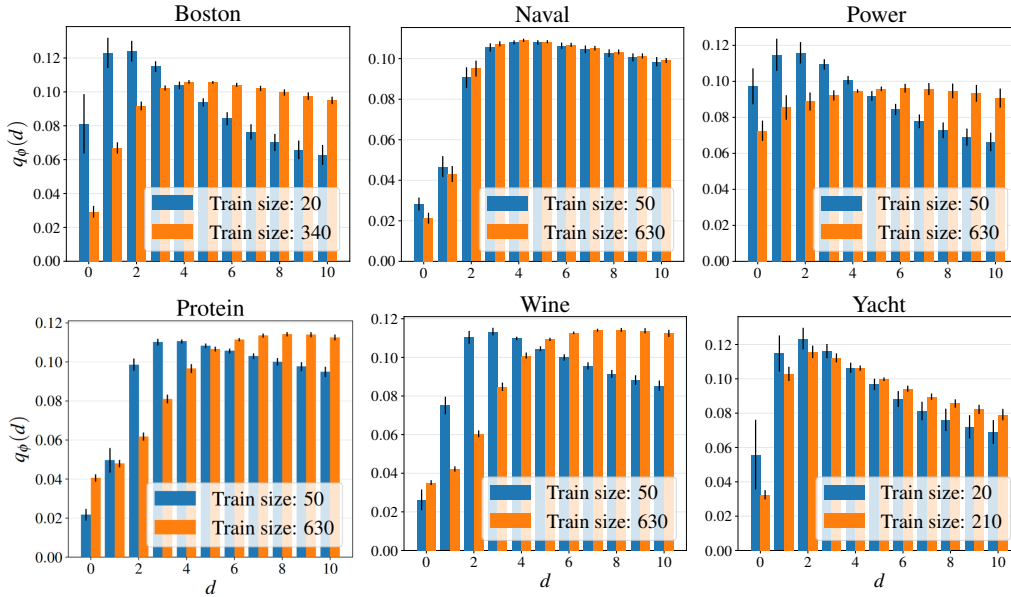 Boston
Naval
Power
q_ϕ(d)
0.12
0.10
0.08
0.06
0.04
0.02
0.00
0 2 4 6 8 10
Train size: 20
Train size: 340
0.10
0.08
0.06
0.04
0.02
0.00
0 2 4 6 8 10
Train size: 50
Train size: 630
0.12
0.10
0.08
0.06
0.04
0.02
0.00
0 2 4 6 8 10
Train size: 50
Train size: 630
Protein
Wine
Yacht
q_ϕ(d)
0.12
0.10
0.08
0.06
0.04
0.02
0.00
0 2 4 6 8 10
d
Train size: 50
Train size: 630
0.12
0.10
0.08
0.06
0.04
0.02
0.00
0 2 4 6 8 10
d
Train size: 50
Train size: 630
0.12
0.10
0.08
0.06
0.04
0.02
0.00
0 2 4 6 8 10
d
Train size: 20
Train size: 210